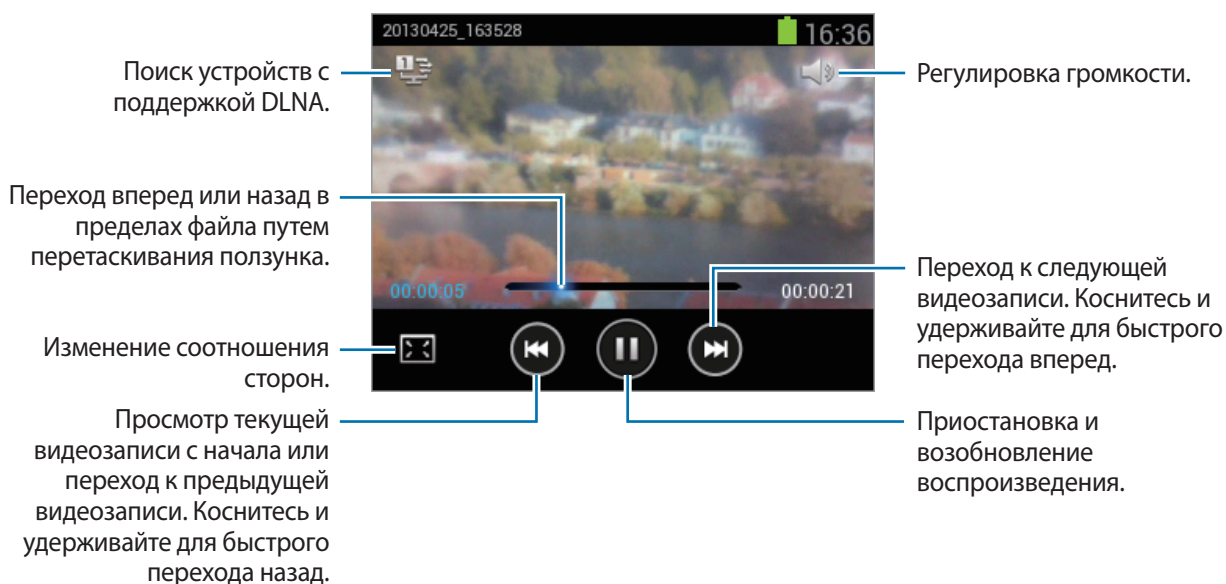 20130425_163528
16:36
1
Поиск устройств с
поддержкой DLNA.
Регулировка громкости.
Переход вперед или назад в
пределах файла путем
перетаскивания ползунка.
00:00:05
00:00:21
Переход к следующей
видеозаписи. Коснитесь и
удерживайте для быстрого
перехода вперед.
Изменение соотношения
сторон.
Просмотр текущей
видеозаписи с начала или
переход к предыдущей
видеозаписи. Коснитесь и
удерживайте для быстрого
перехода назад.
Приостановка и
возобновление
воспроизведения.